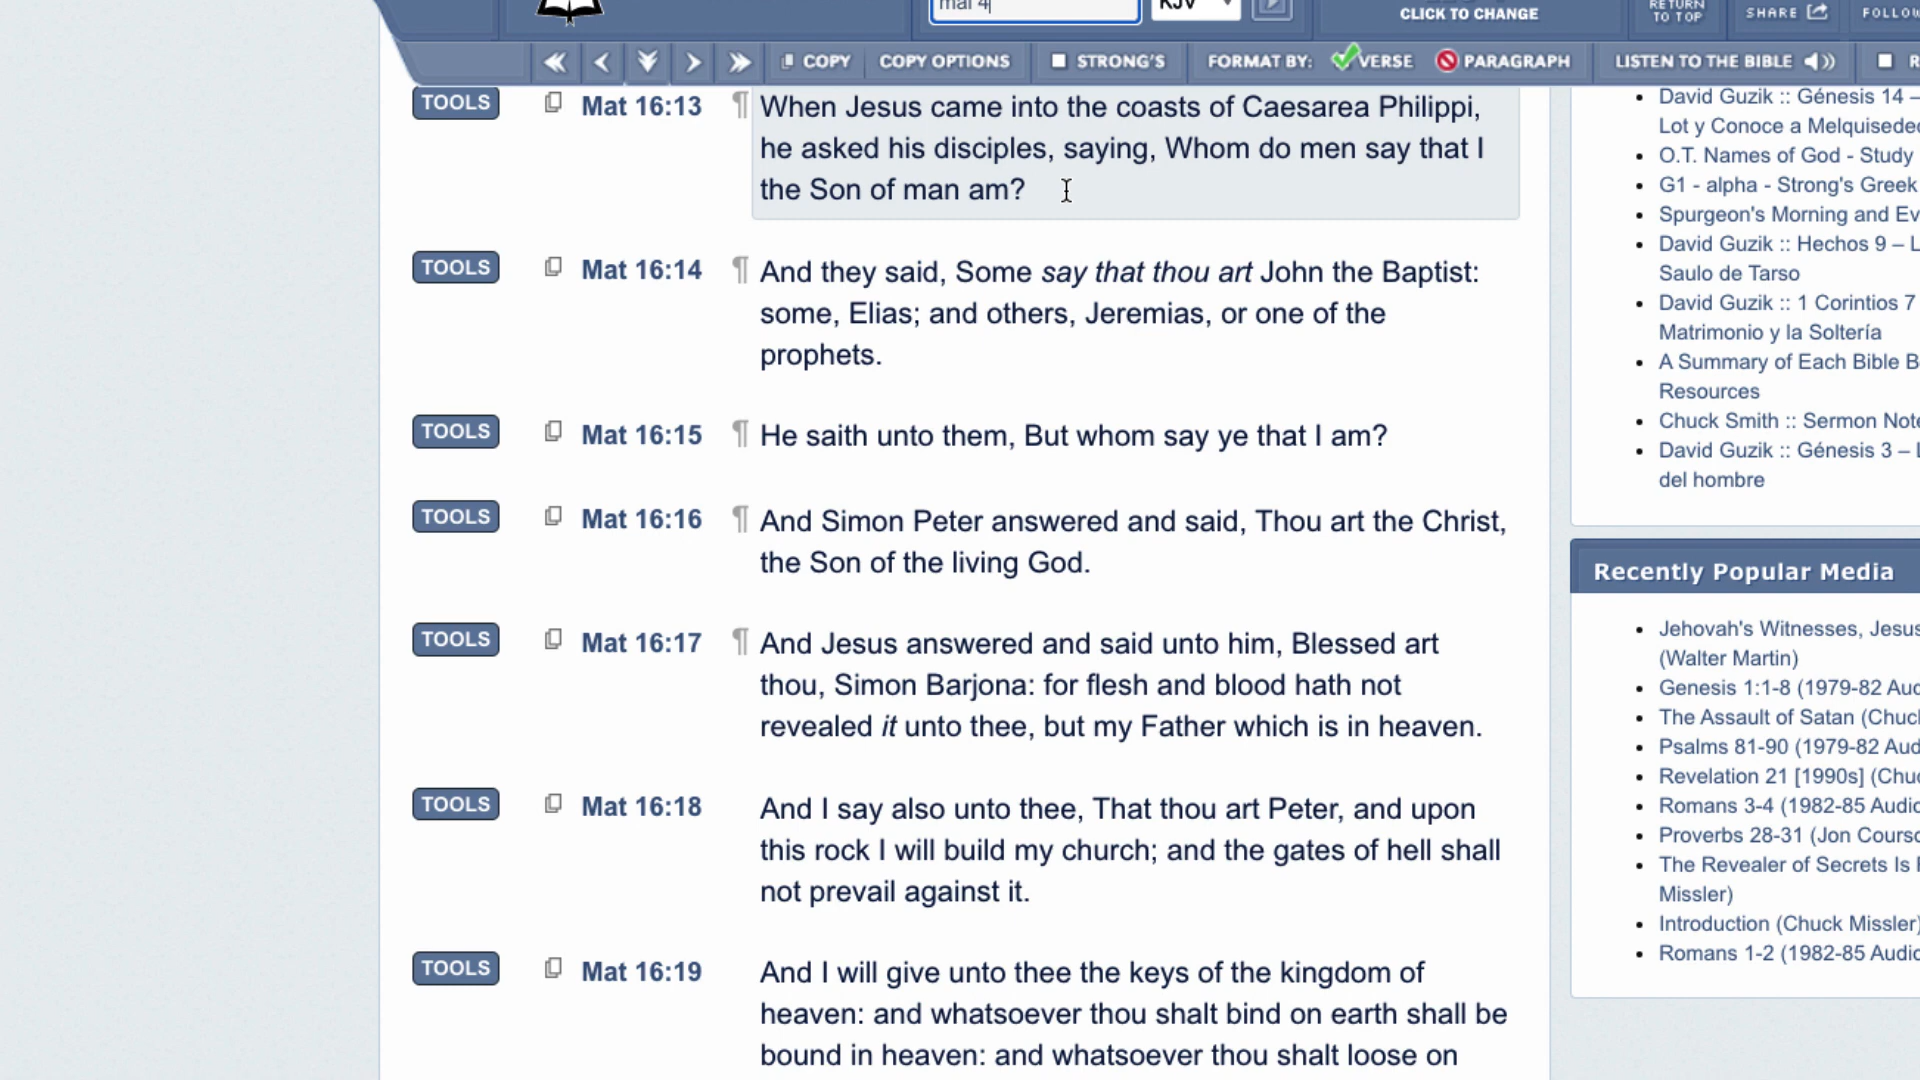 mal 4
KJV
CLICK TO CHANGE
RETURN
TO TOP
SHARE
COPY
COPY OPTIONS
STRONG'S
FORMAT BY:
VERSE
PARAGRAPH
LISTEN TO THE BIBLE
TOOLS
Mat 16:13
¶ When Jesus came into the coasts of Caesarea Philippi,
he asked his disciples, saying, Whom do men say that I
the Son of man am?
TOOLS
Mat 16:14
¶ And they said, Some say that thou art John the Baptist:
some, Elias; and others, Jeremias, or one of the
prophets.
TOOLS
Mat 16:15
¶ He saith unto them, But whom say ye that I am?
TOOLS
Mat 16:16
¶ And Simon Peter answered and said, Thou art the Christ,
the Son of the living God.
TOOLS
Mat 16:17
¶ And Jesus answered and said unto him, Blessed art
thou, Simon Barjona: for flesh and blood hath not
revealed it unto thee, but my Father which is in heaven.
TOOLS
Mat 16:18
And I say also unto thee, That thou art Peter, and upon
this rock I will build my church; and the gates of hell shall
not prevail against it.
TOOLS
Mat 16:19
And I will give unto thee the keys of the kingdom of
heaven: and whatsoever thou shalt bind on earth shall be
bound in heaven: and whatsoever thou shalt loose on
David Guzik :: Génesis 14 –
Lot y Conoce a
O.T. Names of God - Study
G1 - alpha - Strong's Greek
Spurgeon's Morning and
David Guzik :: Hechos 9 –
Saulo de Tarso
David Guzik :: 1 Corintios 7
Matrimonio y la Soltería
A Summary of Each Bible
Resources
Chuck Smith :: Sermon
David Guzik :: Génesis 3 –
del hombre
Recently Popular Media
Jehovah's Witnesses, Jesus
(Walter Martin)
Genesis 1:1-8 (1979-82
The Assault of Satan
Psalms 81-90 (1979-82
Revelation 21 [1990s]
Romans 3-4 (1982-85
Proverbs 28-31 (Jon
The Revealer of Secrets Is
Missler)
Introduction (Chuck Missler)
Romans 1-2 (1982-85